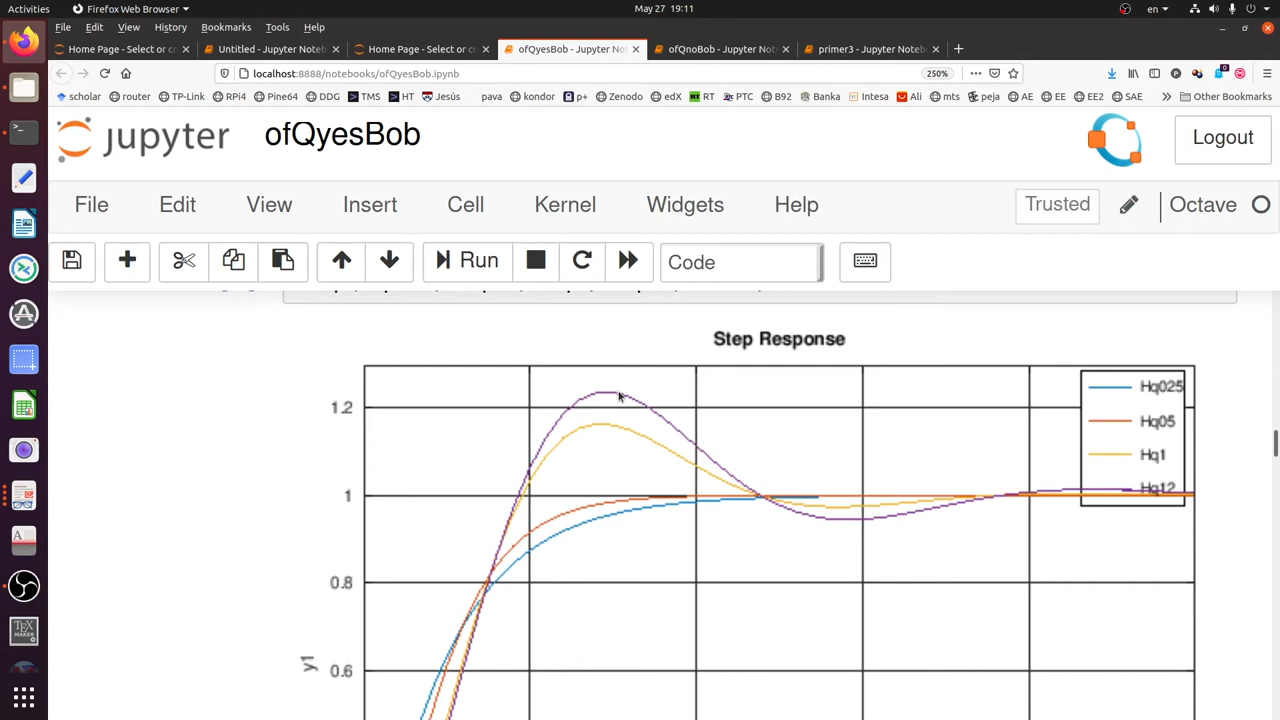 Activities Firefox Web Browser May 27 19:11 en
File Edit View History Bookmarks Tools Help
Home Page - Select or c Untitled - Jupyter Noteb Home Page - Select or c ofQyesBob - Jupyter No ofQnoBob - Jupyter Note primer3 - Jupyter Notebo
localhost:8888/notebooks/ofQyesBob.ipynb 250%
scholar router TP-Link RPi4 Pine64 DDG TMS HT Jesús pava kondor p+ Zenodo edX RT PTC B92 Banka Intesa Ali mts peja AE EE EE2 SAE Other Bookmarks
jupyter ofQyesBob Logout
File Edit View Insert Cell Kernel Widgets Help Trusted Octave
Run Code
Step Response
Hq025
1.2
Hq05
Hq1
Hq12
1
0.8
y1
0.6